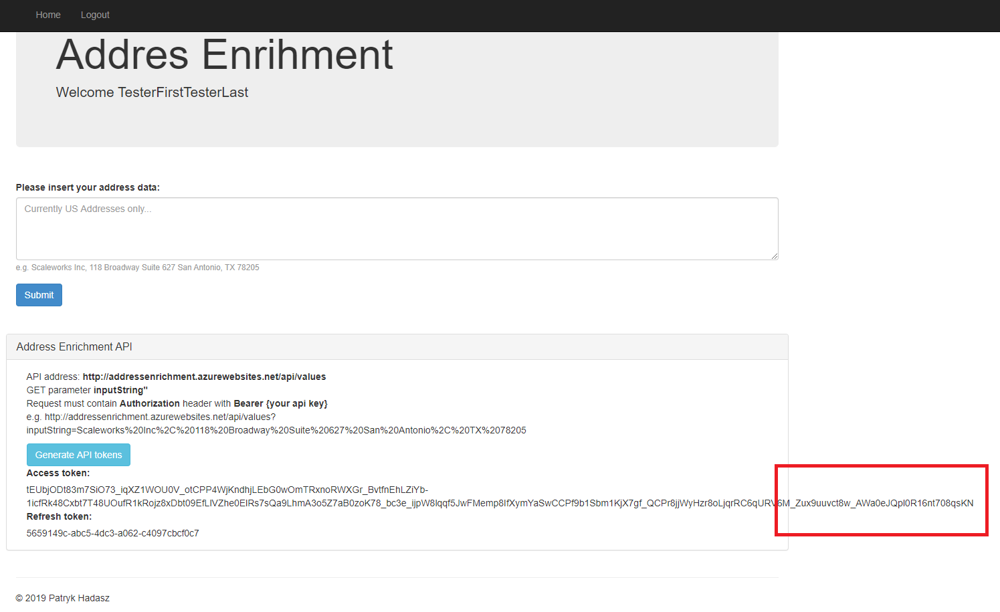 Home Logout
Addres Enrihment
Welcome TesterFirstTesterLast
Please insert your address data:
Currently US Addresses only...
e.g. Scaleworks Inc, 118 Broadway Suite 627 San Antonio, TX 78205
Submit
Address Enrichment API
API address: http://addressenrichment.azurewebsites.net/api/values
GET parameter inputString"
Request must contain Authorization header with Bearer {your api key}
e.g. http://addressenrichment.azurewebsites.net/api/values?
inputString=Scaleworks%20Inc%2C%20118%20Broadway%20Suite%20627%20San%20Antonio%2C%20TX%2078205
Generate API tokens
Access token:
tEUbjODt83m7SiO73_iqXZ1WOU0V_otCPP4WjKndhjLEbG0wOmTRxnoRWXGr_BvtfnEhLZiYb-
1icfRk48Cxbt7T48UOufR1kRojz8xDbt09EfLIVZhe0EIRs7sQa9LhmA3o5Z7aB0zoK78_bc3e_ijpW8Iqqf5JwFMemp8IfXymYaSwCCPf9b1Sbm1KjX7gf_QCPr8jjWyHzr8oLjqrRC6qURV6M_Zux9uuvct8w_AWa0eJQpI0R16nt708qsKN
Refresh token:
5659149c-abc5-4dc3-a062-c4097cbcf0c7
© 2019 Patryk Hadasz